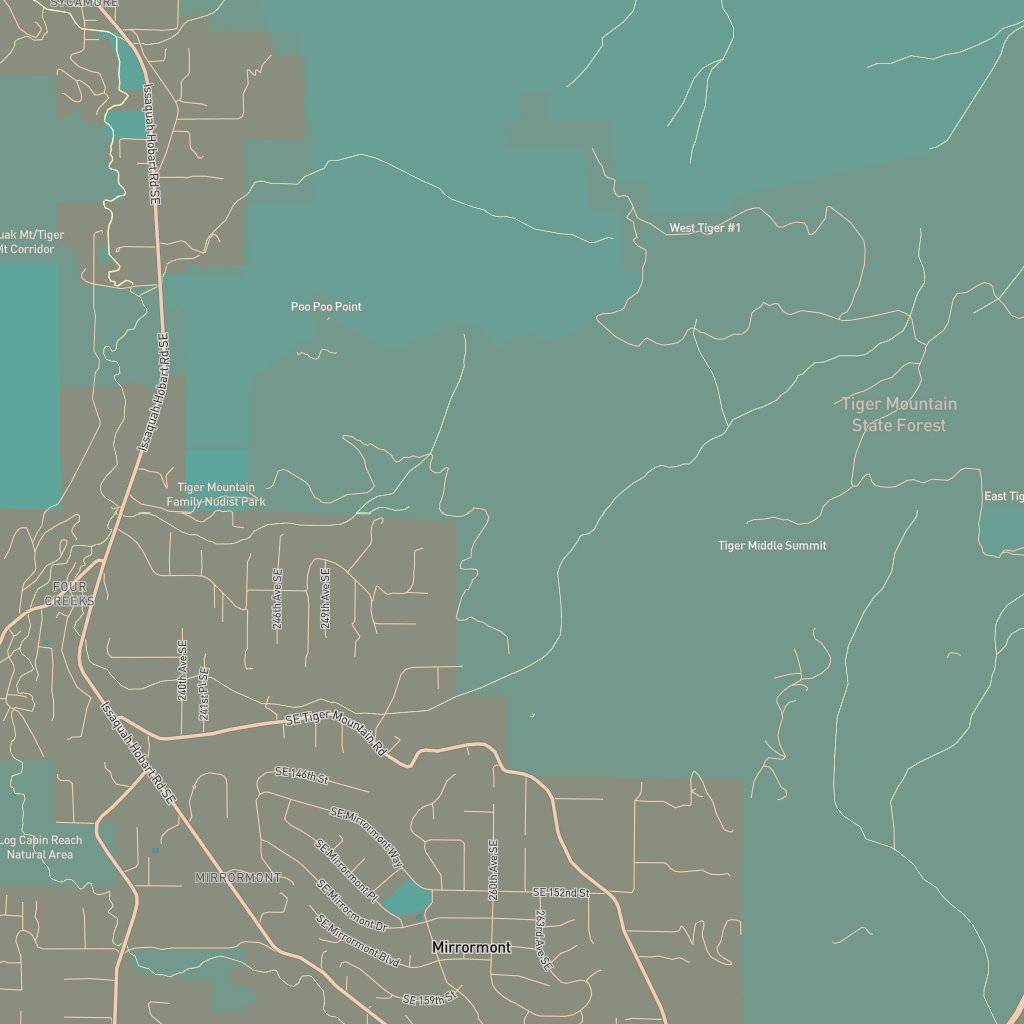 SYCAMORE
Issaquah Hobart Rd SE
uak Mt/Tiger
Mt Corridor
West Tiger #1
Poo Poo Point
Issaquah Hobart Rd SE
Tiger Mountain
State Forest
Tiger Mountain
Family Nudist Park
East Tig
Tiger Middle Summit
FOUR
CREEKS
246th Ave SE
249th Ave SE
240th Ave SE
241st Pl SE
Issaquah Hobart Rd SE
SE Tiger Mountain Rd
SE 146th St
SE Mirrormont Way
Log Cabin Reach
Natural Area
SE Mirrormont Pl
260th Ave SE
MIRRORMONT
SE 152nd St
SE Mirrormont Dr
263rd Ave SE
SE Mirrormont Blvd
Mirrormont
SE 159th St